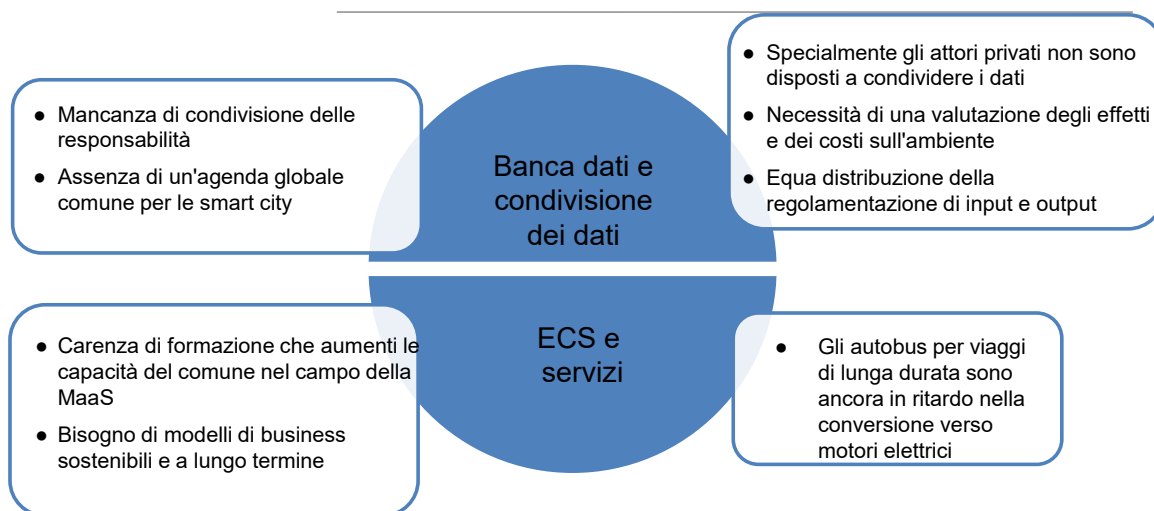 ● Mancanza di condivisione delle
responsabilità
● Assenza di un'agenda globale
comune per le smart city
Banca dati e
condivisione
dei dati
● Specialmente gli attori privati non sono
disposti a condividere i dati
● Necessità di una valutazione degli effetti
e dei costi sull'ambiente
● Equa distribuzione della
regolamentazione di input e output
● Carenza di formazione che aumenti le
capacità del comune nel campo della
MaaS
● Bisogno di modelli di business
sostenibili e a lungo termine
ECS e
servizi
● Gli autobus per viaggi
di lunga durata sono
ancora in ritardo nella
conversione verso
motori elettrici